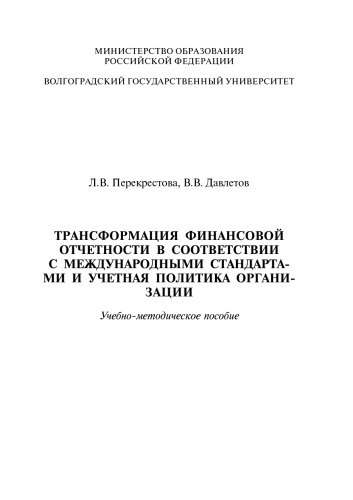 МИНИСТЕРСТВО ОБРАЗОВАНИЯ
РОССИЙСКОЙ ФЕДЕРАЦИИ
ВОЛГОГРАДСКИЙ ГОСУДАРСТВЕННЫЙ УНИВЕРСИТЕТ
Л.В. Перекрестова, В.В. Давлетов
ТРАНСФОРМАЦИЯ ФИНАНСОВОЙ
ОТЧЕТНОСТИ В СООТВЕТСТВИИ
С МЕЖДУНАРОДНЫМИ СТАНДАРТА-
МИ И УЧЕТНАЯ ПОЛИТИКА ОРГАНИ-
ЗАЦИИ
Учебно-методическое пособие